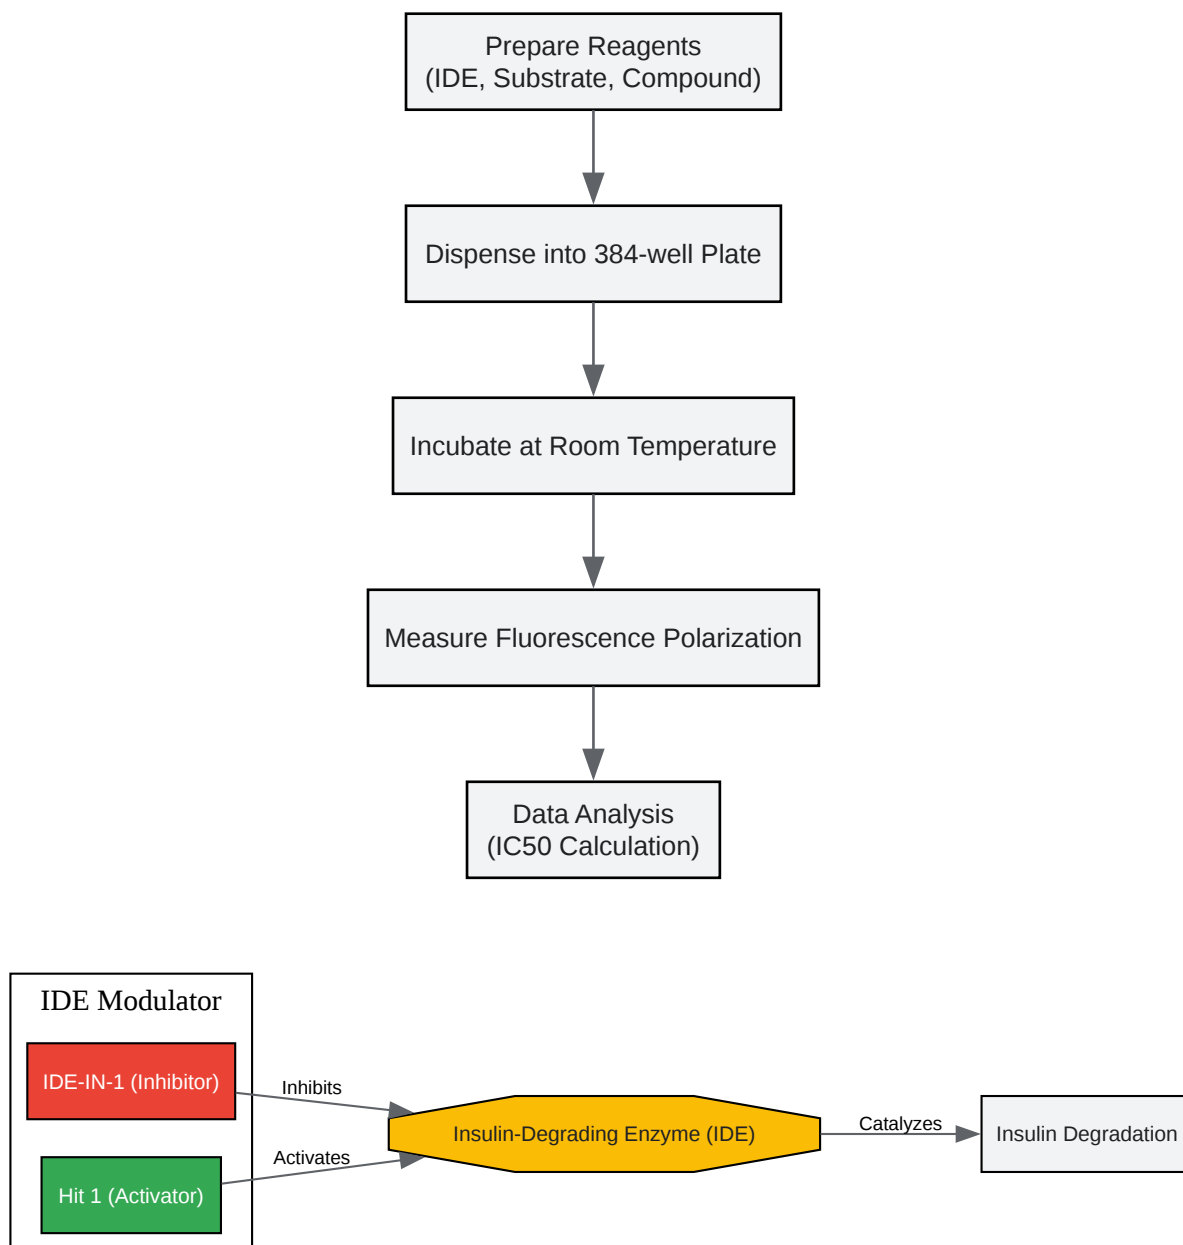 Prepare Reagents
(IDE, Substrate, Compound)
Dispense into 384-well Plate
Incubate at Room Temperature
Measure Fluorescence Polarization
Data Analysis
(IC50 Calculation)
IDE Modulator
IDE-IN-1 (Inhibitor)
Inhibits
Hit 1 (Activator)
Activates
Insulin-Degrading Enzyme (IDE)
Catalyzes
Insulin Degradation